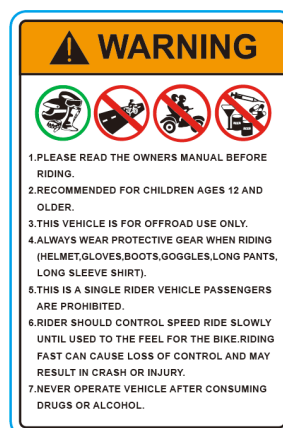 WARNING
1.PLEASE READ THE OWNERS MANUAL BEFORE
RIDING.
2.RECOMMENDED FOR CHILDREN AGES 12 AND
OLDER.
3.THIS VEHICLE IS FOR OFFROAD USE ONLY.
4.ALWAYS WEAR PROTECTIVE GEAR WHEN RIDING
(HELMET,GLOVES,BOOTS,GOGGLES,LONG PANTS,
LONG SLEEVE SHIRT).
5.THIS IS A SINGLE RIDER VEHICLE PASSENGERS
ARE PROHIBITED.
6.RIDER SHOULD CONTROL SPEED RIDE SLOWLY
UNTIL USED TO THE FEEL FOR THE BIKE.RIDING
FAST CAN CAUSE LOSS OF CONTROL AND MAY
RESULT IN CRASH OR INJURY.
7.NEVER OPERATE VEHICLE AFTER CONSUMING
DRUGS OR ALCOHOL.